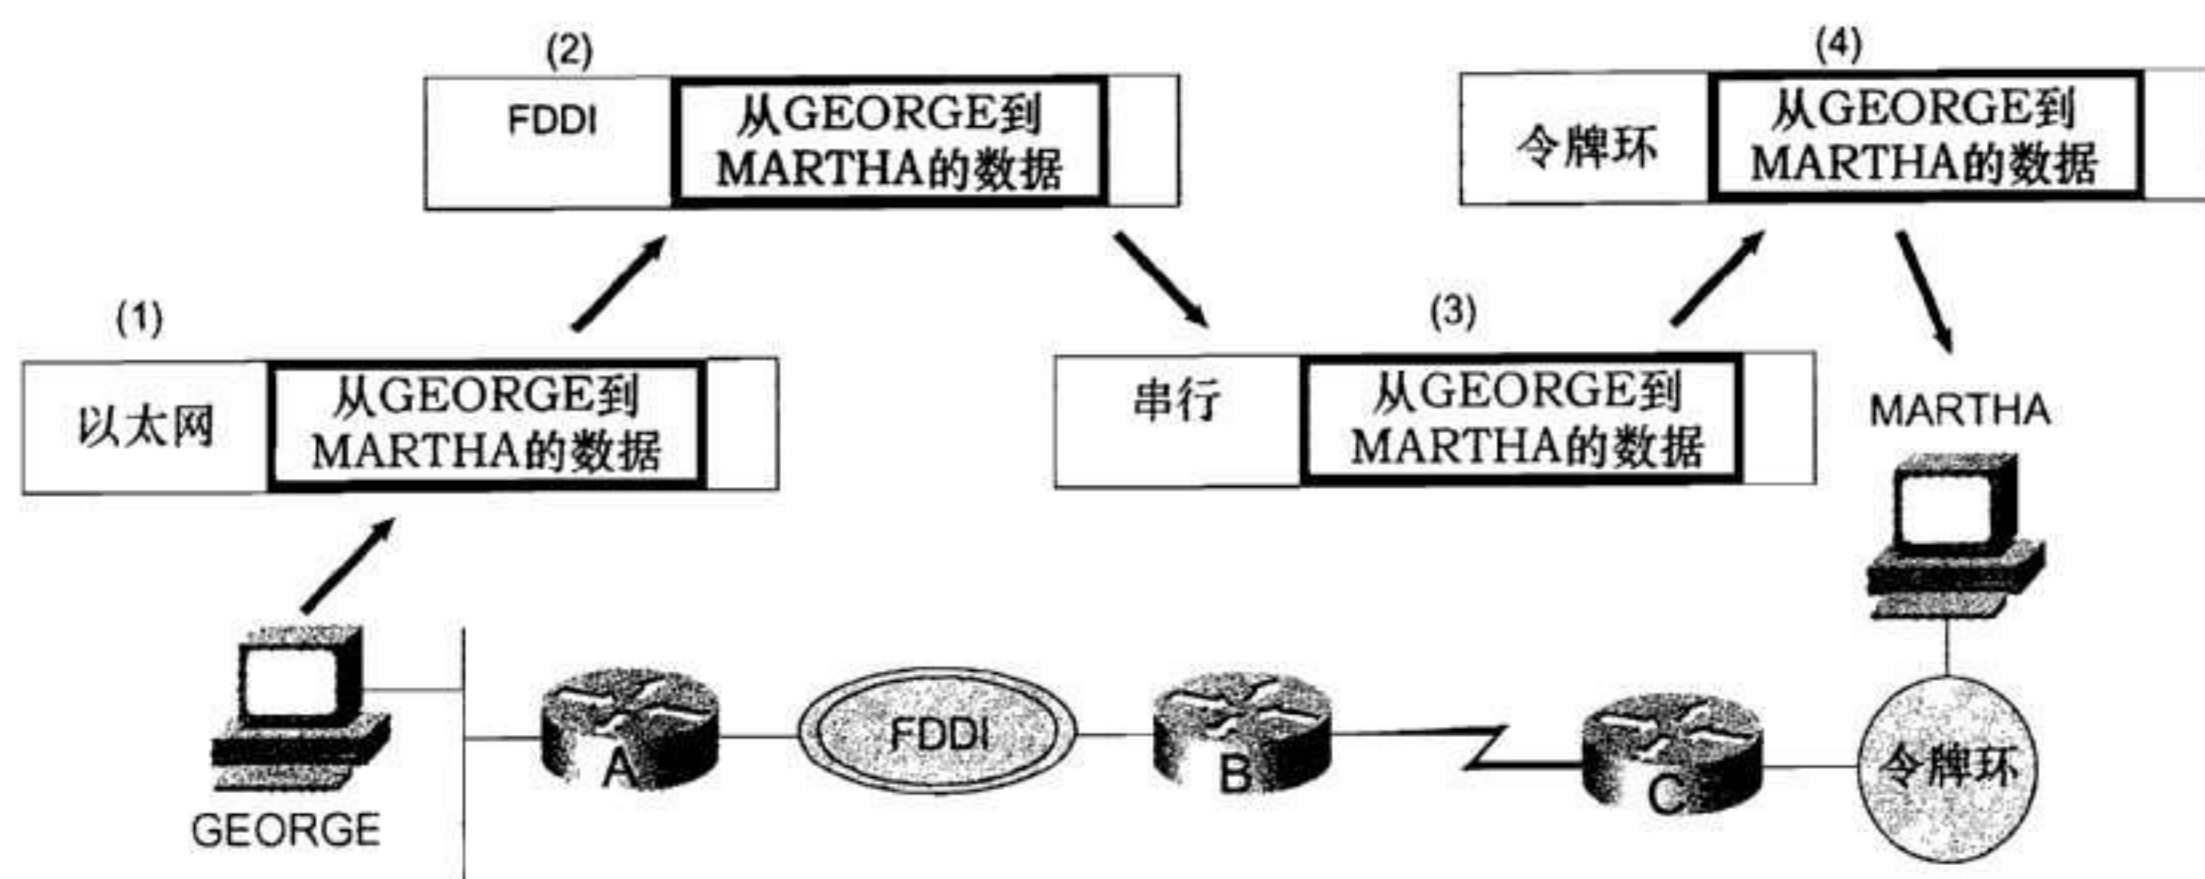 (2)
FDDI
从GEORGE到
MARTHA的数据
(4)
令牌环
从GEORGE到
MARTHA的数据
(1)
以太网
从GEORGE到
MARTHA的数据
(3)
串行
从GEORGE到
MARTHA的数据
MARTHA
GEORGE
A
FDDI
B
C
令牌环